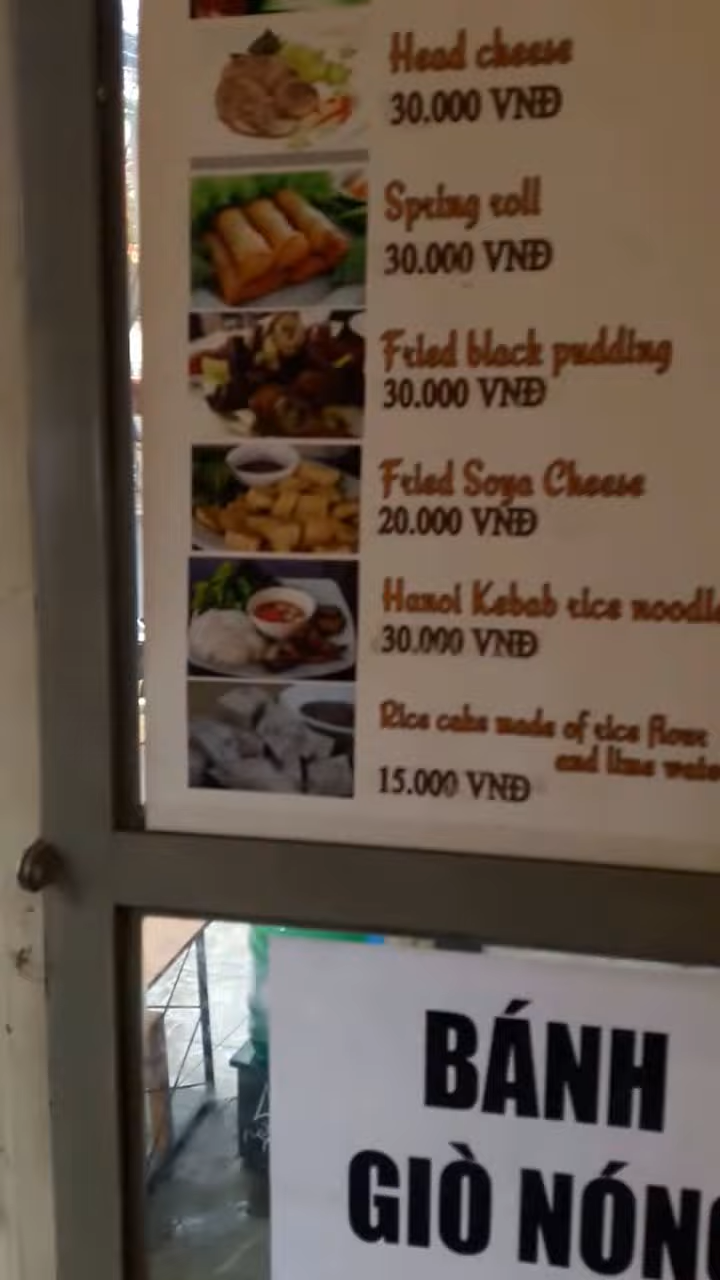 Head cheese
30.000 VNĐ
Spring roll
30.000 VNĐ
Fried black pudding
30.000 VNĐ
Fried Soya Cheese
20.000 VNĐ
Hanoi Kebab rice noodle
30.000 VNĐ
Rice cake made of rice flour
and lime water
15.000 VNĐ
BÁNH
GIÒ NÓNG